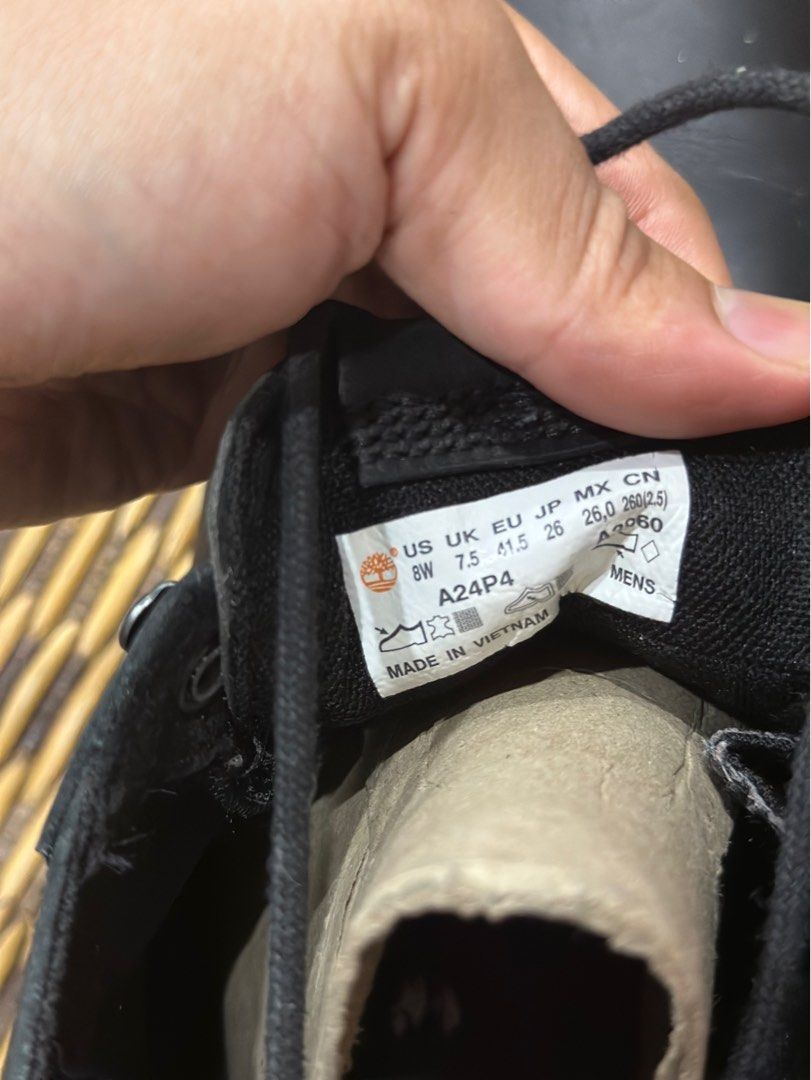 ® US UK EU JP MX CN
8W 7.5 41.5 26 26,0 260(2.5)
A24P4
MENS
MADE IN VIETNAM